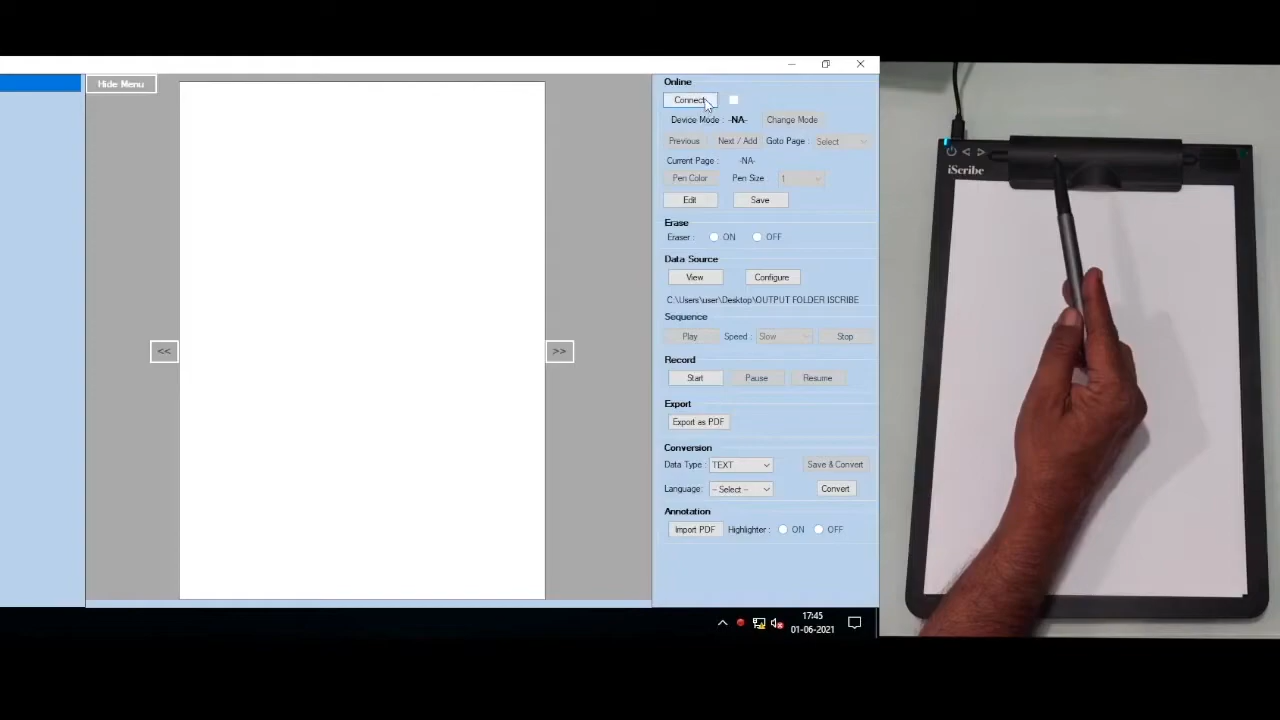 Hide Menu
Online
Connect
Device Mode : -NA- Change Mode
Previous Next / Add Goto Page : Select
Current Page : -NA-
Pen Color Pen Size : 1
Edit Save
Erase
Eraser : ON OFF
Data Source
View Configure
C:\Users\user\Desktop\OUTPUT FOLDER ISCRIBE
Sequence
<< >>
Play Speed : Slow Stop
Record
Start Pause Resume
Export
Export as PDF
Conversion
Data Type : TEXT Save & Convert
Language: -- Select -- Convert
Annotation
Import PDF Highlighter : ON OFF
17:45
01-06-2021
iScribe